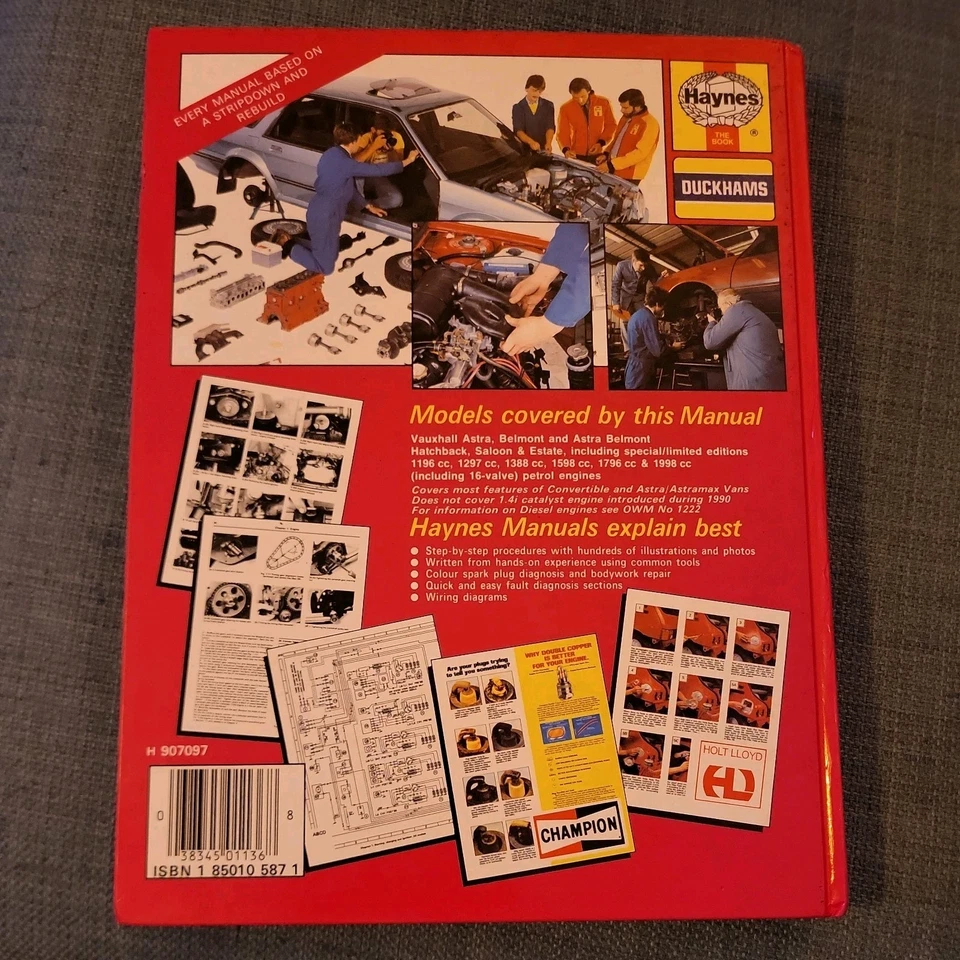 EVERY MANUAL BASED ON
A STRIPDOWN AND
REBUILD
Haynes
®
THE
BOOK
DUCKHAMS
Models covered by this Manual
Vauxhall Astra, Belmont and Astra Belmont
Hatchback, Saloon & Estate, including special/limited editions
1196 cc, 1297 cc, 1388 cc, 1598 cc, 1796 cc & 1998 cc
(including 16-valve) petrol engines
Covers most features of Convertible and Astra/Astramax Vans
Does not cover 1.4i catalyst engine introduced during 1990
For information on Diesel engines see OWM No 1222
Haynes Manuals explain best
● Step-by-step procedures with hundreds of illustrations and photos
● Written from hands-on experience using common tools
● Colour spark plug diagnosis and bodywork repair
● Quick and easy fault diagnosis sections
● Wiring diagrams
Are your plugs trying
to tell you something?
WHY DOUBLE COPPER
IS BETTER
FOR YOUR ENGINE.
CHAMPION
HOLT LLOYD
H 907097
0 38345 01136 8
ISBN 1 85010 587 1